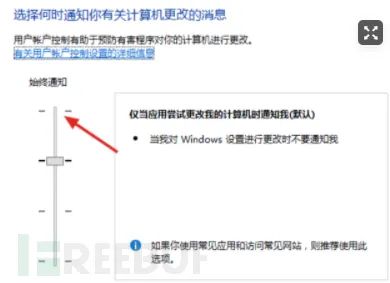 选择何时通知你有关计算机更改的消息
用户帐户控制有助于预防有害程序对你的计算机进行更改。
有关用户帐户控制设置的详细信息
始终通知
仅当应用尝试更改我的计算机时通知我(默认)
当我对 Windows 设置进行更改时不要通知我
如果你使用常见应用和访问常见网站，则推荐使用此
选项。
FREEBUF